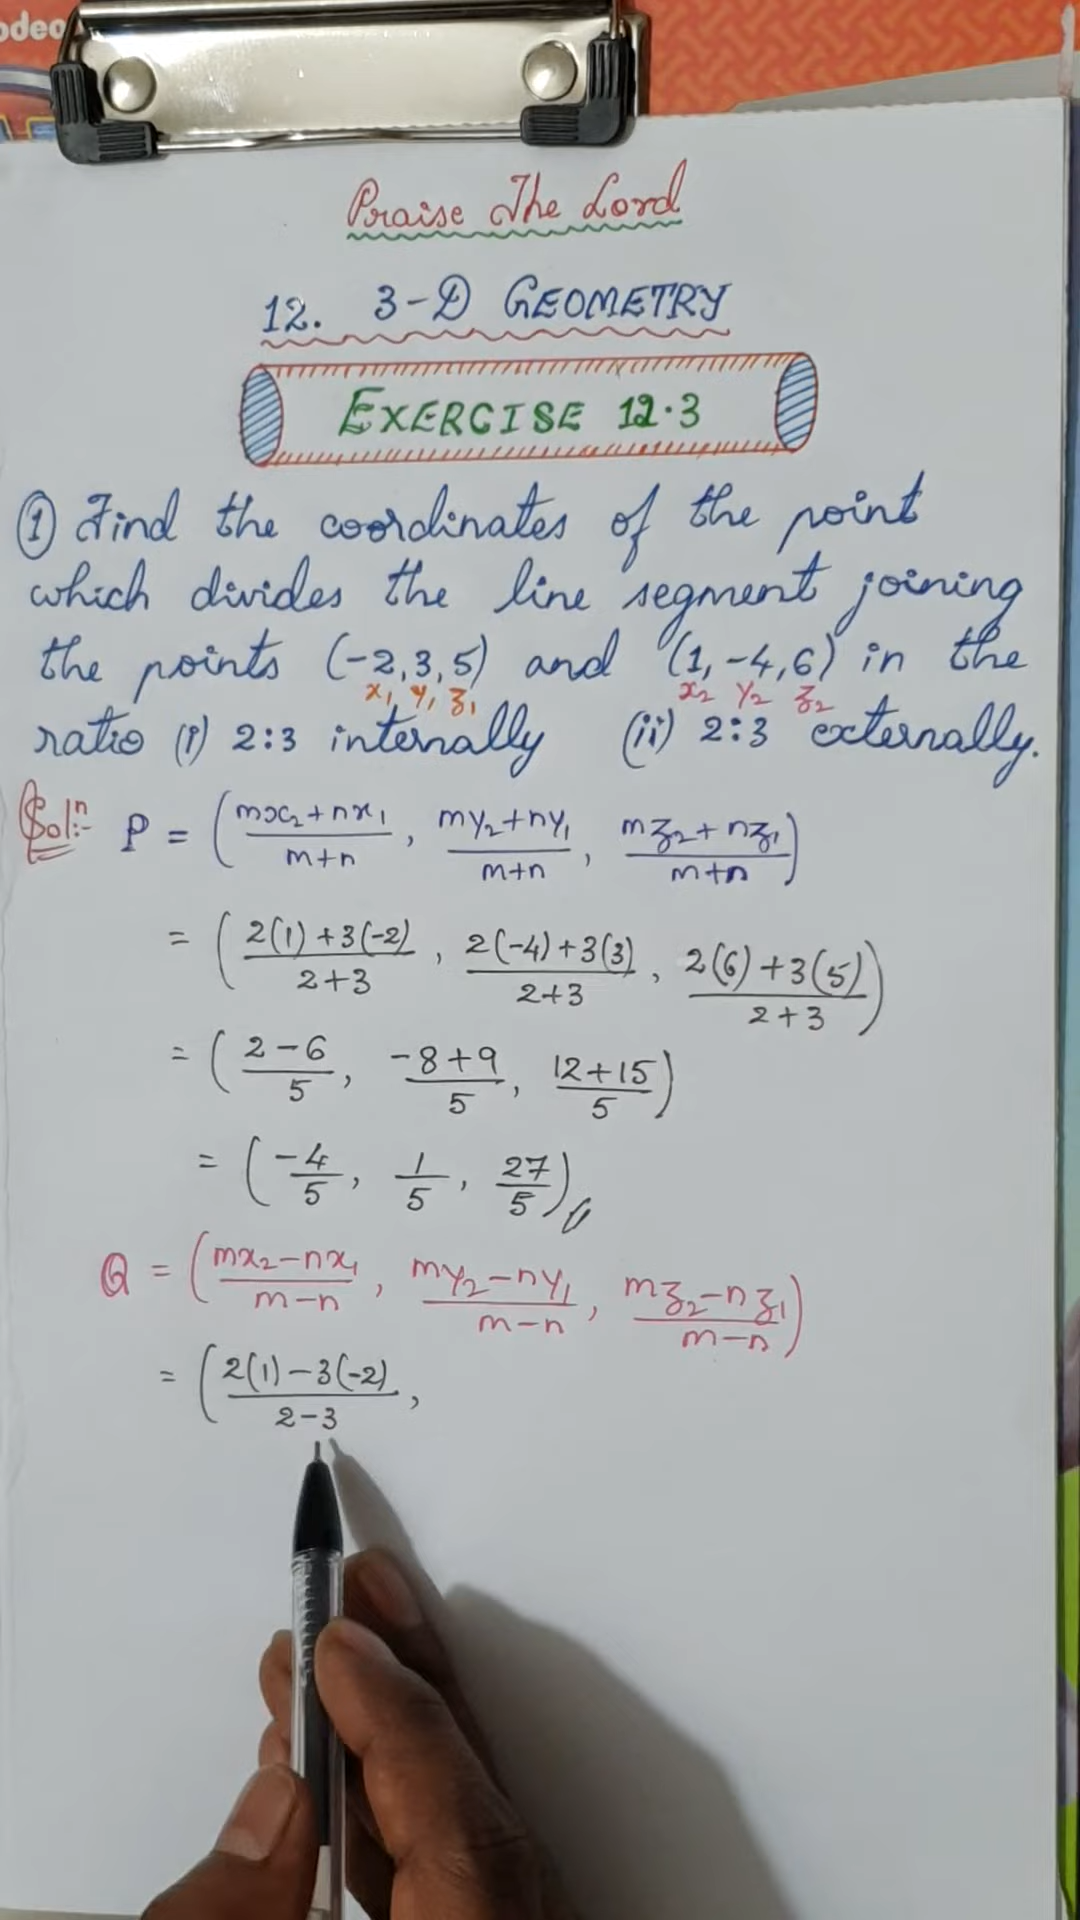 odeo
Praise The Lord
12. 3-D GEOMETRY
EXERCISE 12.3
① Find the coordinates of the point
which divides the line segment joining
the points (-2,3,5) and (1,-4,6) in the
x₁ y₁ z₁ x₂ y₂ z₂
ratio (i) 2:3 internally (ii) 2:3 externally.
Solⁿ:- P = ( (mx₂+nx₁)/(m+n), (my₂+ny₁)/(m+n), (mz₂+nz₁)/(m+n) )
= ( (2(1)+3(-2))/(2+3), (2(-4)+3(3))/(2+3), (2(6)+3(5))/(2+3) )
= ( (2-6)/5, (-8+9)/5, (12+15)/5 )
= ( -4/5, 1/5, 27/5 )
Q = ( (mx₂-nx₁)/(m-n), (my₂-ny₁)/(m-n), (mz₂-nz₁)/(m-n) )
= ( (2(1)-3(-2))/(2-3),